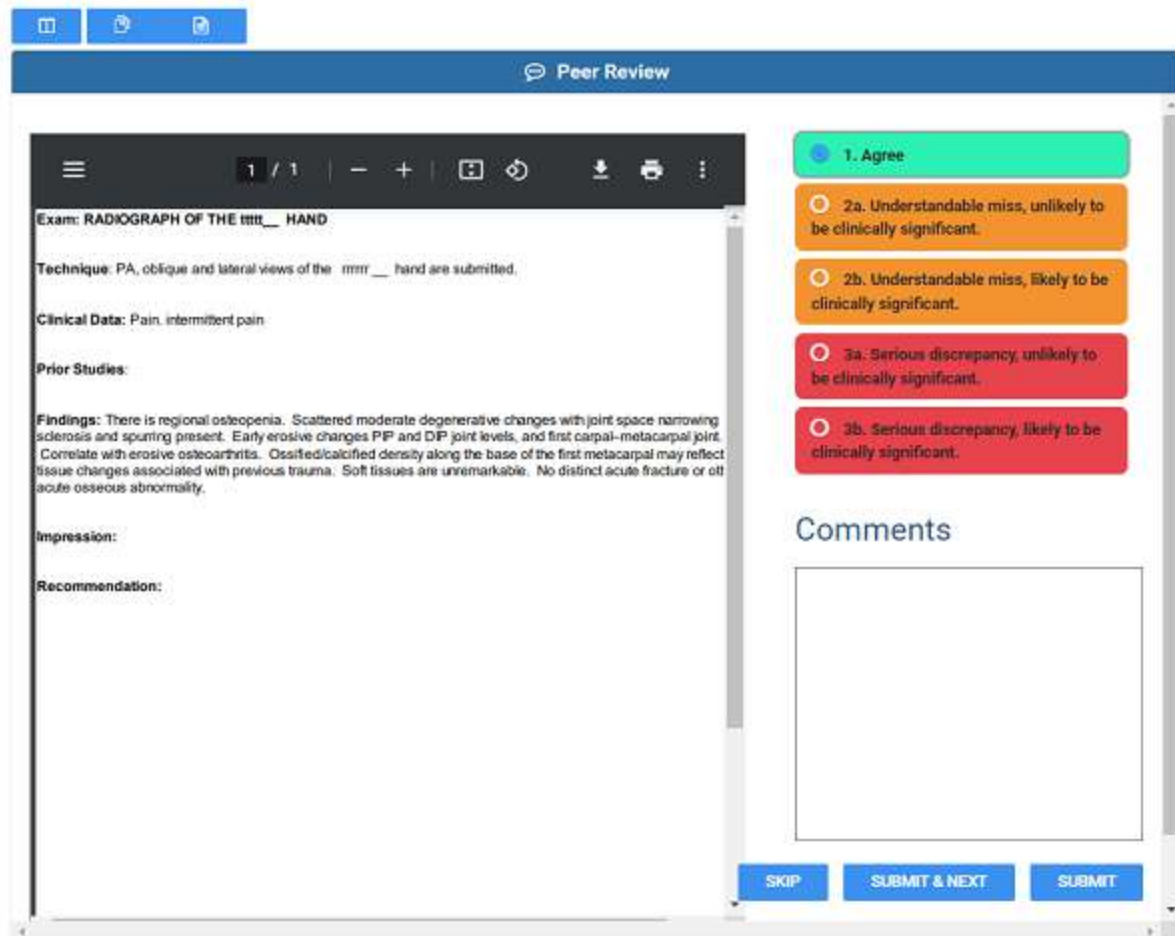 Peer Review
1 / 1
Exam: RADIOGRAPH OF THE ttttt__ HAND
Technique: PA, oblique and lateral views of the rrrrrr __ hand are submitted.
Clinical Data: Pain. intermittent pain
Prior Studies:
Findings: There is regional osteopenia. Scattered moderate degenerative changes with joint space narrowing
sclerosis and spurring present. Early erosive changes PIP and DIP joint levels, and first carpal-metacarpal joint.
Correlate with erosive osteoarthritis. Ossified/calcified density along the base of the first metacarpal may reflect
tissue changes associated with previous trauma. Soft tissues are unremarkable. No distinct acute fracture or
acute osseous abnormality.
Impression:
Recommendation:
1. Agree
2a. Understandable miss, unlikely to
be clinically significant.
2b. Understandable miss, likely to be
clinically significant.
3a. Serious discrepancy, unlikely to
be clinically significant.
3b. Serious discrepancy, likely to be
clinically significant.
Comments
SKIP
SUBMIT & NEXT
SUBMIT